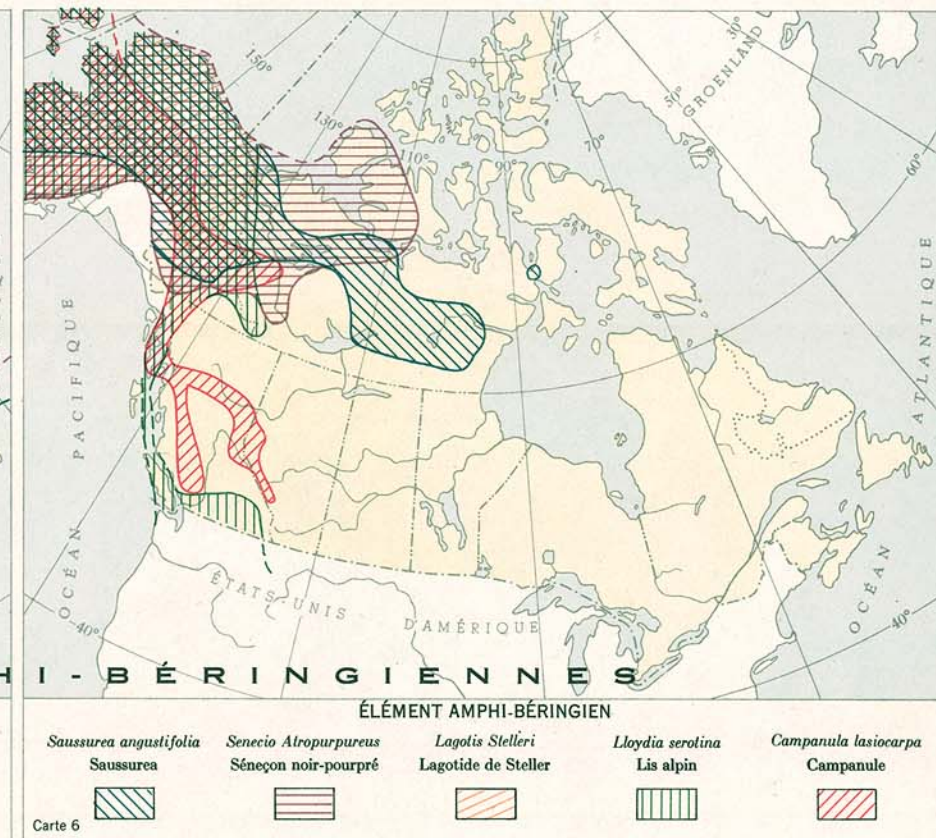 150°
130°
110°
90°
70°
50°
30°
GROENLAND
60°
OCÉAN PACIFIQUE
OCÉAN ATLANTIQUE
ÉTATS-UNIS D'AMÉRIQUE
40°
40°
HI-BÉRINGIENNES
ÉLÉMENT AMPHI-BÉRINGIEN
Saussurea angustifolia
Saussurea
Senecio Atropurpureus
Séneçon noir-pourpré
Lagotis Stelleri
Lagotide de Steller
Lloydia serotina
Lis alpin
Campanula lasiocarpa
Campanule
Carte 6